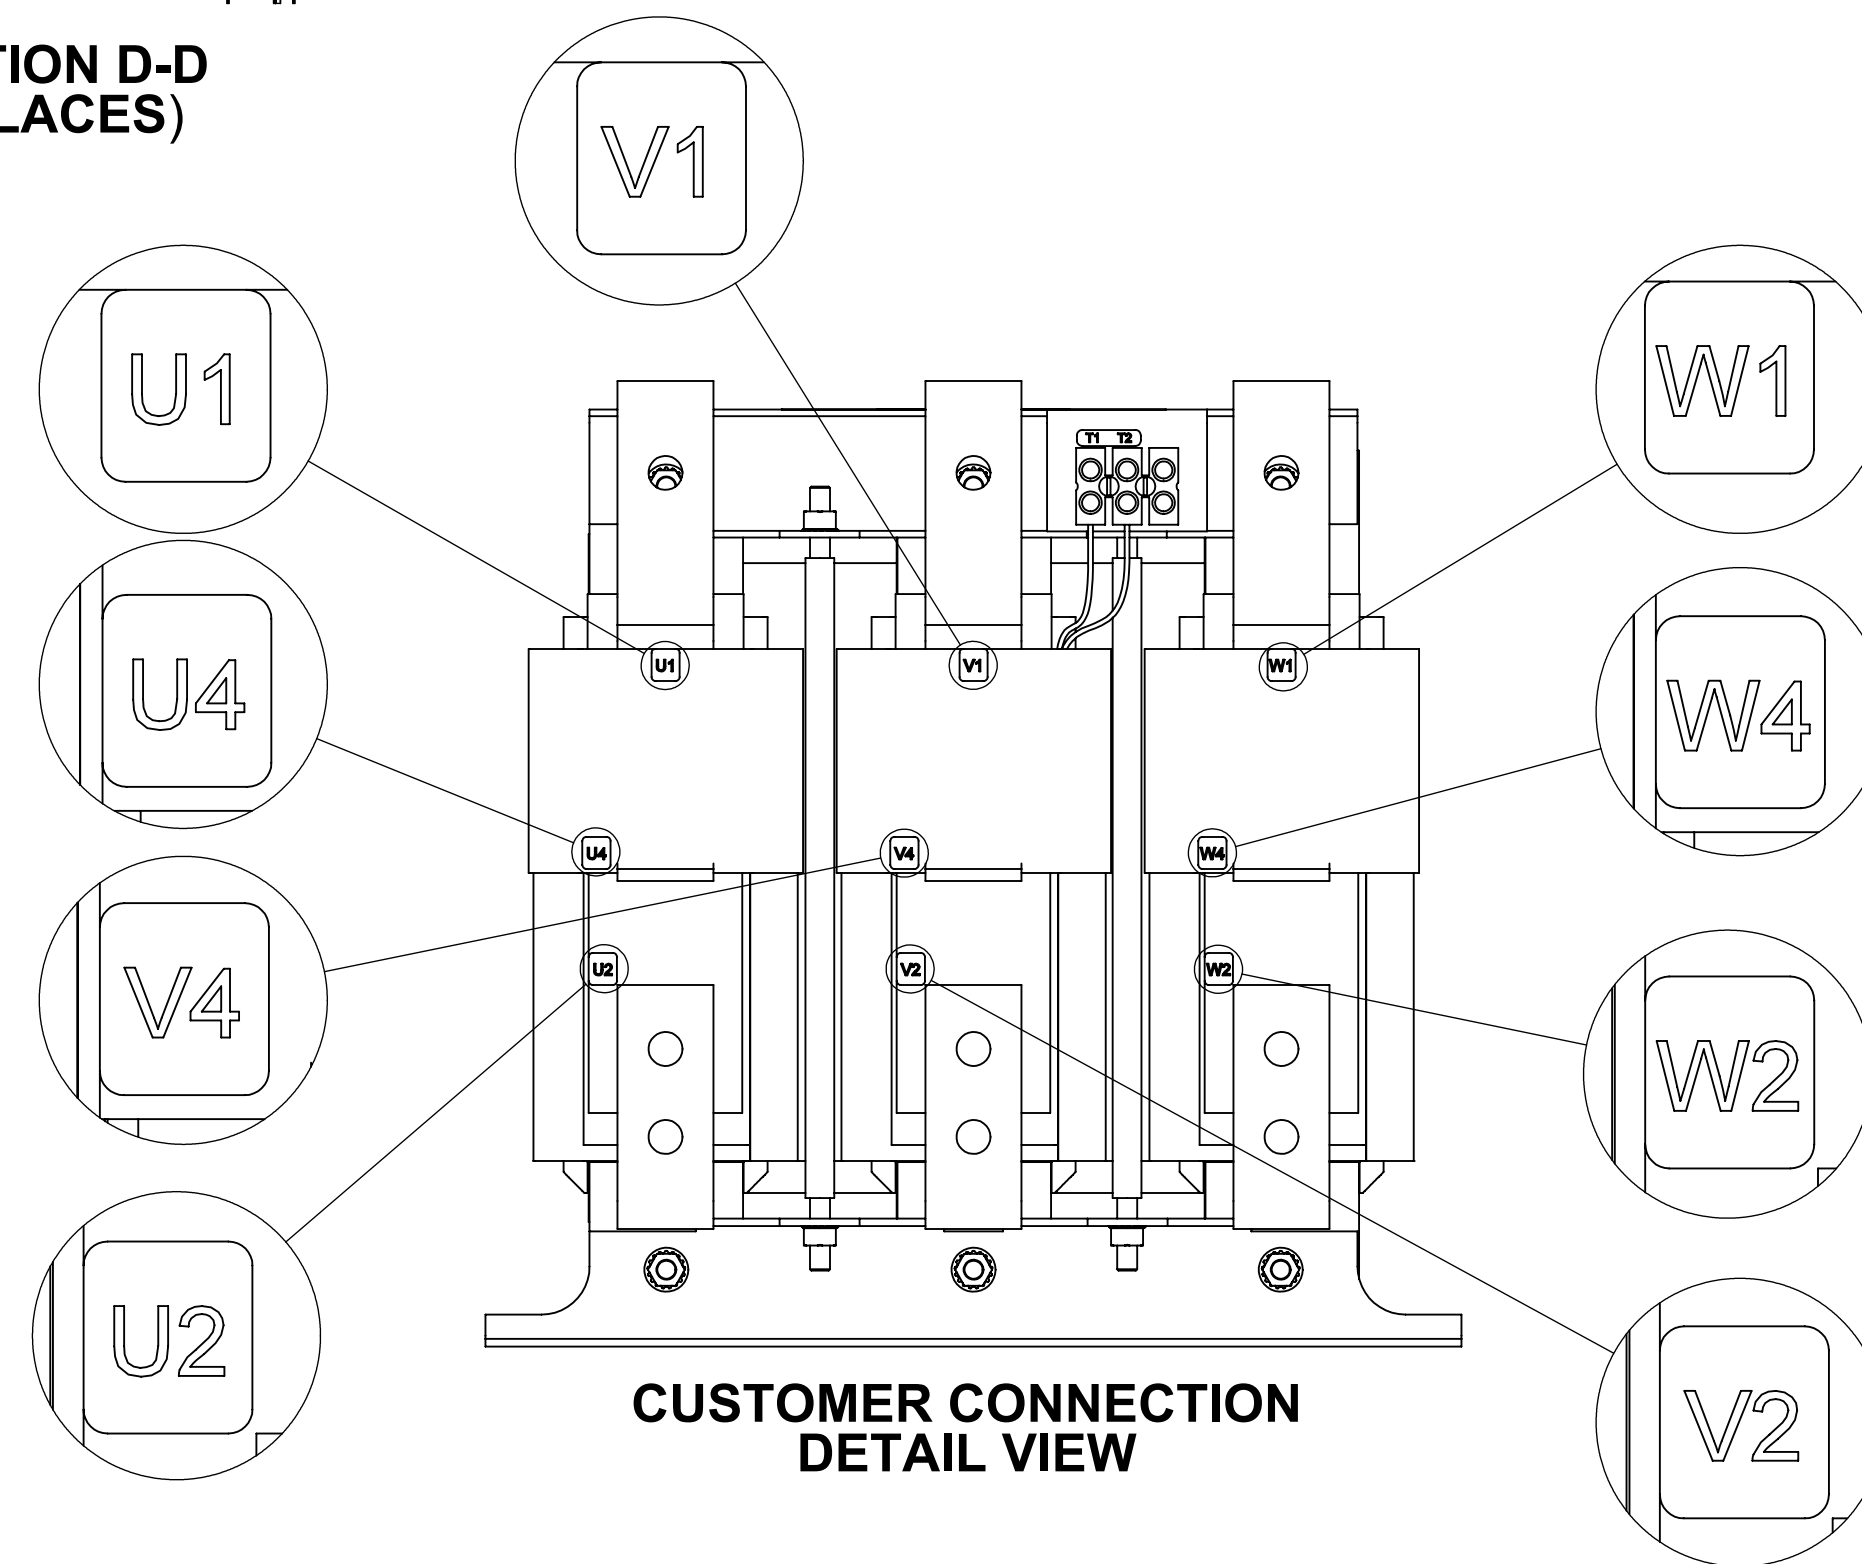 TION D-D
LACES)
V1
U1
W1
T1 T2
U4
W4
U1
V1
W1
U4
V4
W4
V4
U2
V2
W2
W2
U2
V2
CUSTOMER CONNECTION
DETAIL VIEW